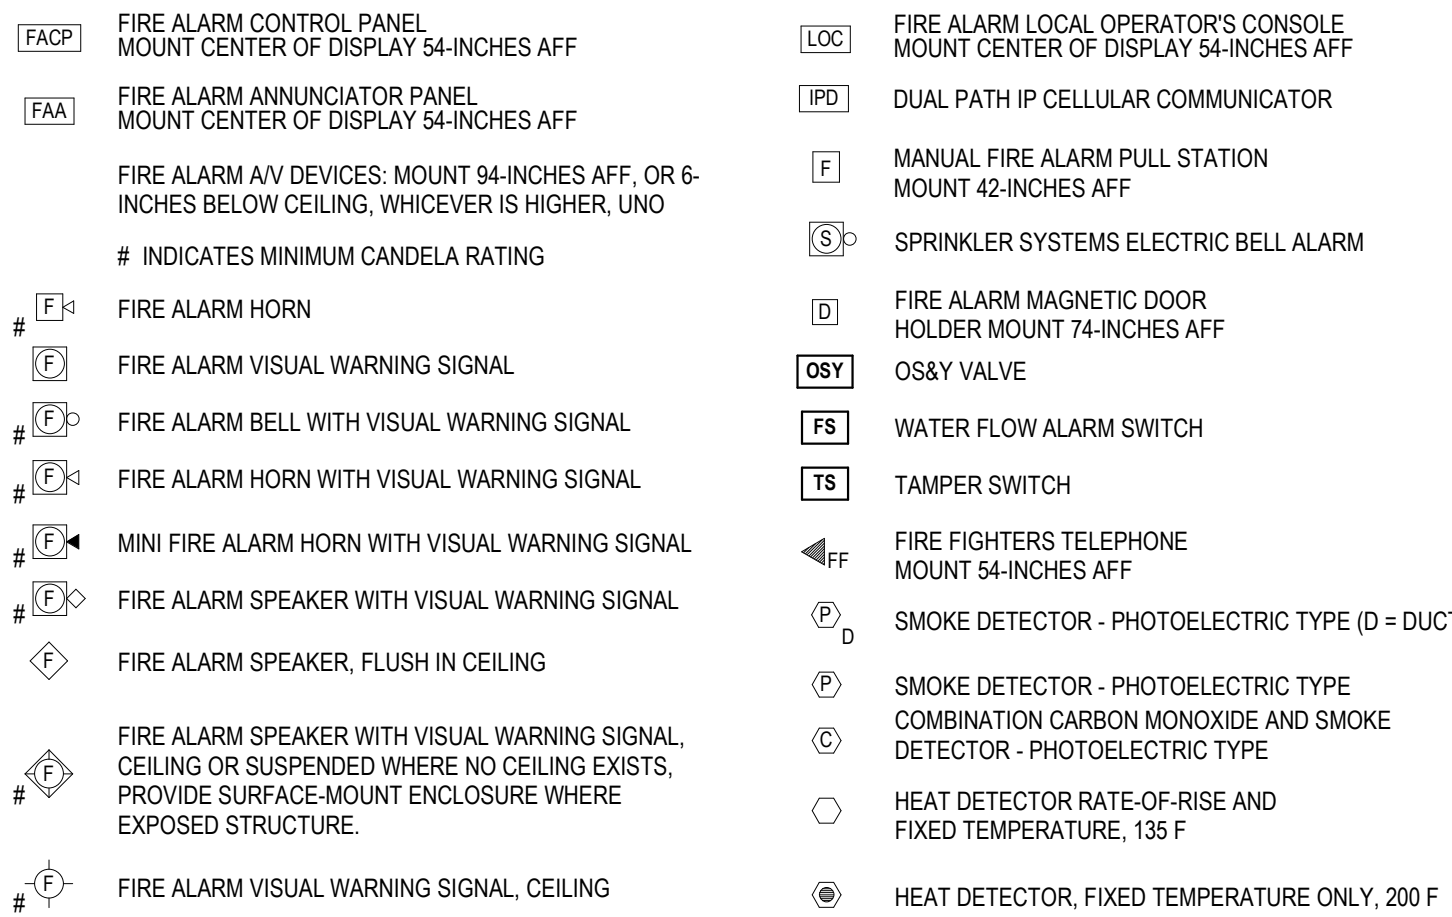 FACP
FIRE ALARM CONTROL PANEL
MOUNT CENTER OF DISPLAY 54-INCHES AFF
FAA
FIRE ALARM ANNUNCIATOR PANEL
MOUNT CENTER OF DISPLAY 54-INCHES AFF
FIRE ALARM A/V DEVICES: MOUNT 94-INCHES AFF, OR 6-
INCHES BELOW CEILING, WHICEVER IS HIGHER, UNO
# INDICATES MINIMUM CANDELA RATING
# F FIRE ALARM HORN
F FIRE ALARM VISUAL WARNING SIGNAL
# F FIRE ALARM BELL WITH VISUAL WARNING SIGNAL
# F FIRE ALARM HORN WITH VISUAL WARNING SIGNAL
# F MINI FIRE ALARM HORN WITH VISUAL WARNING SIGNAL
# F FIRE ALARM SPEAKER WITH VISUAL WARNING SIGNAL
F FIRE ALARM SPEAKER, FLUSH IN CEILING
FIRE ALARM SPEAKER WITH VISUAL WARNING SIGNAL,
# F CEILING OR SUSPENDED WHERE NO CEILING EXISTS,
PROVIDE SURFACE-MOUNT ENCLOSURE WHERE
EXPOSED STRUCTURE.
# F FIRE ALARM VISUAL WARNING SIGNAL, CEILING
LOC
FIRE ALARM LOCAL OPERATOR'S CONSOLE
MOUNT CENTER OF DISPLAY 54-INCHES AFF
IPD DUAL PATH IP CELLULAR COMMUNICATOR
F
MANUAL FIRE ALARM PULL STATION
MOUNT 42-INCHES AFF
S SPRINKLER SYSTEMS ELECTRIC BELL ALARM
D
FIRE ALARM MAGNETIC DOOR
HOLDER MOUNT 74-INCHES AFF
OSY OS&Y VALVE
FS WATER FLOW ALARM SWITCH
TS TAMPER SWITCH
FF
FIRE FIGHTERS TELEPHONE
MOUNT 54-INCHES AFF
P D SMOKE DETECTOR - PHOTOELECTRIC TYPE (D = DUCT
P SMOKE DETECTOR - PHOTOELECTRIC TYPE
C
COMBINATION CARBON MONOXIDE AND SMOKE
DETECTOR - PHOTOELECTRIC TYPE
HEAT DETECTOR RATE-OF-RISE AND
FIXED TEMPERATURE, 135 F
HEAT DETECTOR, FIXED TEMPERATURE ONLY, 200 F